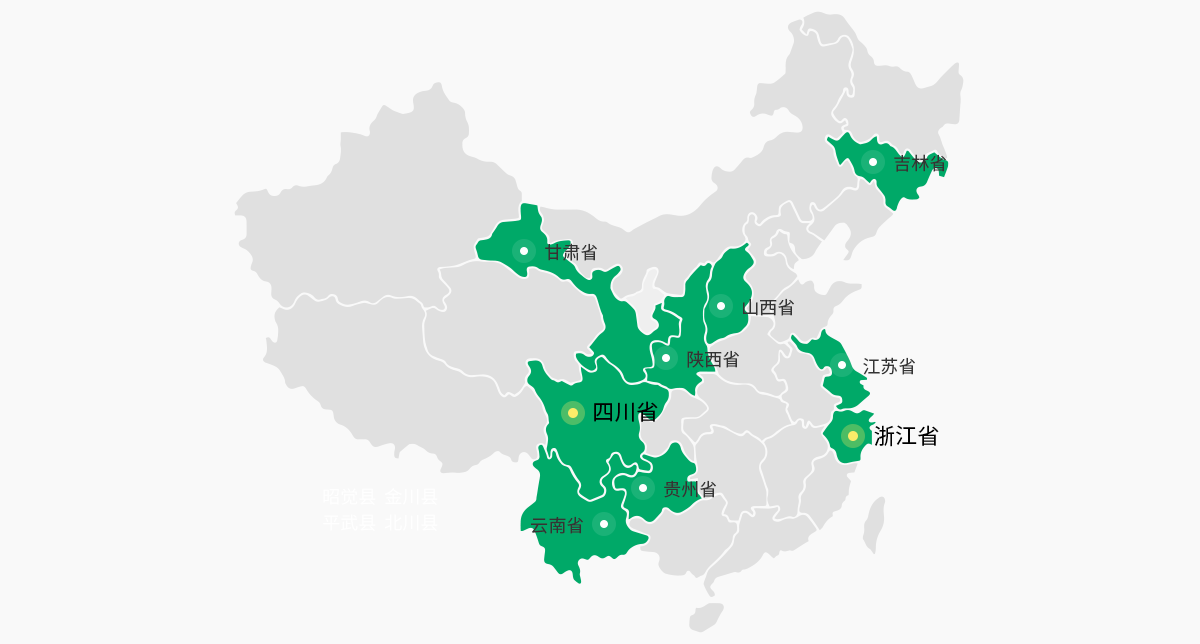 吉林省
甘肃省
山西省
陕西省
江苏省
四川省
浙江省
贵州省
昭觉县 金川县
平武县 北川县
云南省